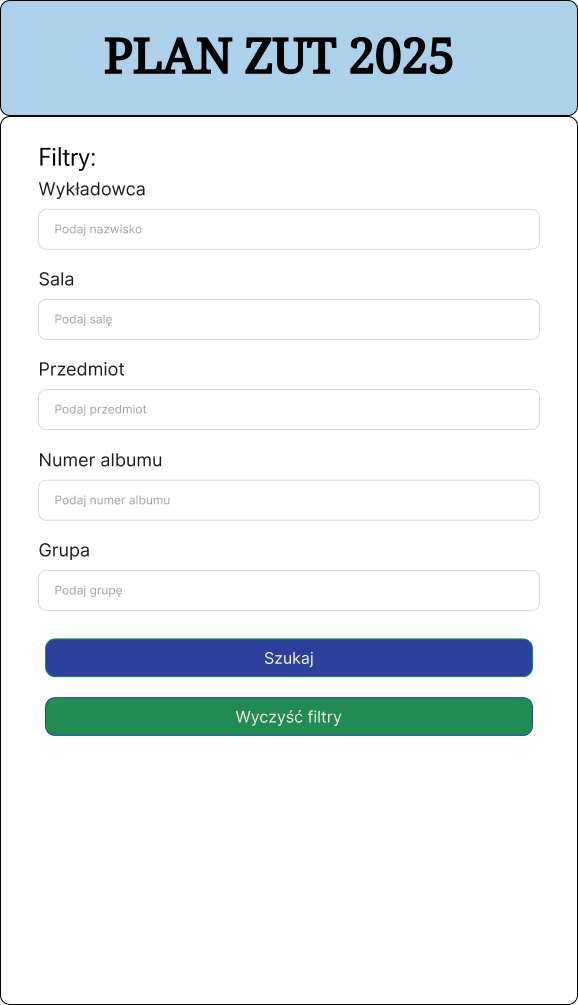 PLAN ZUT 2025
Filtry:
Wykładowca
Podaj nazwisko
Sala
Podaj salę
Przedmiot
Podaj przedmiot
Numer albumu
Podaj numer albumu
Grupa
Podaj grupę
Szukaj
Wyczyść filtry